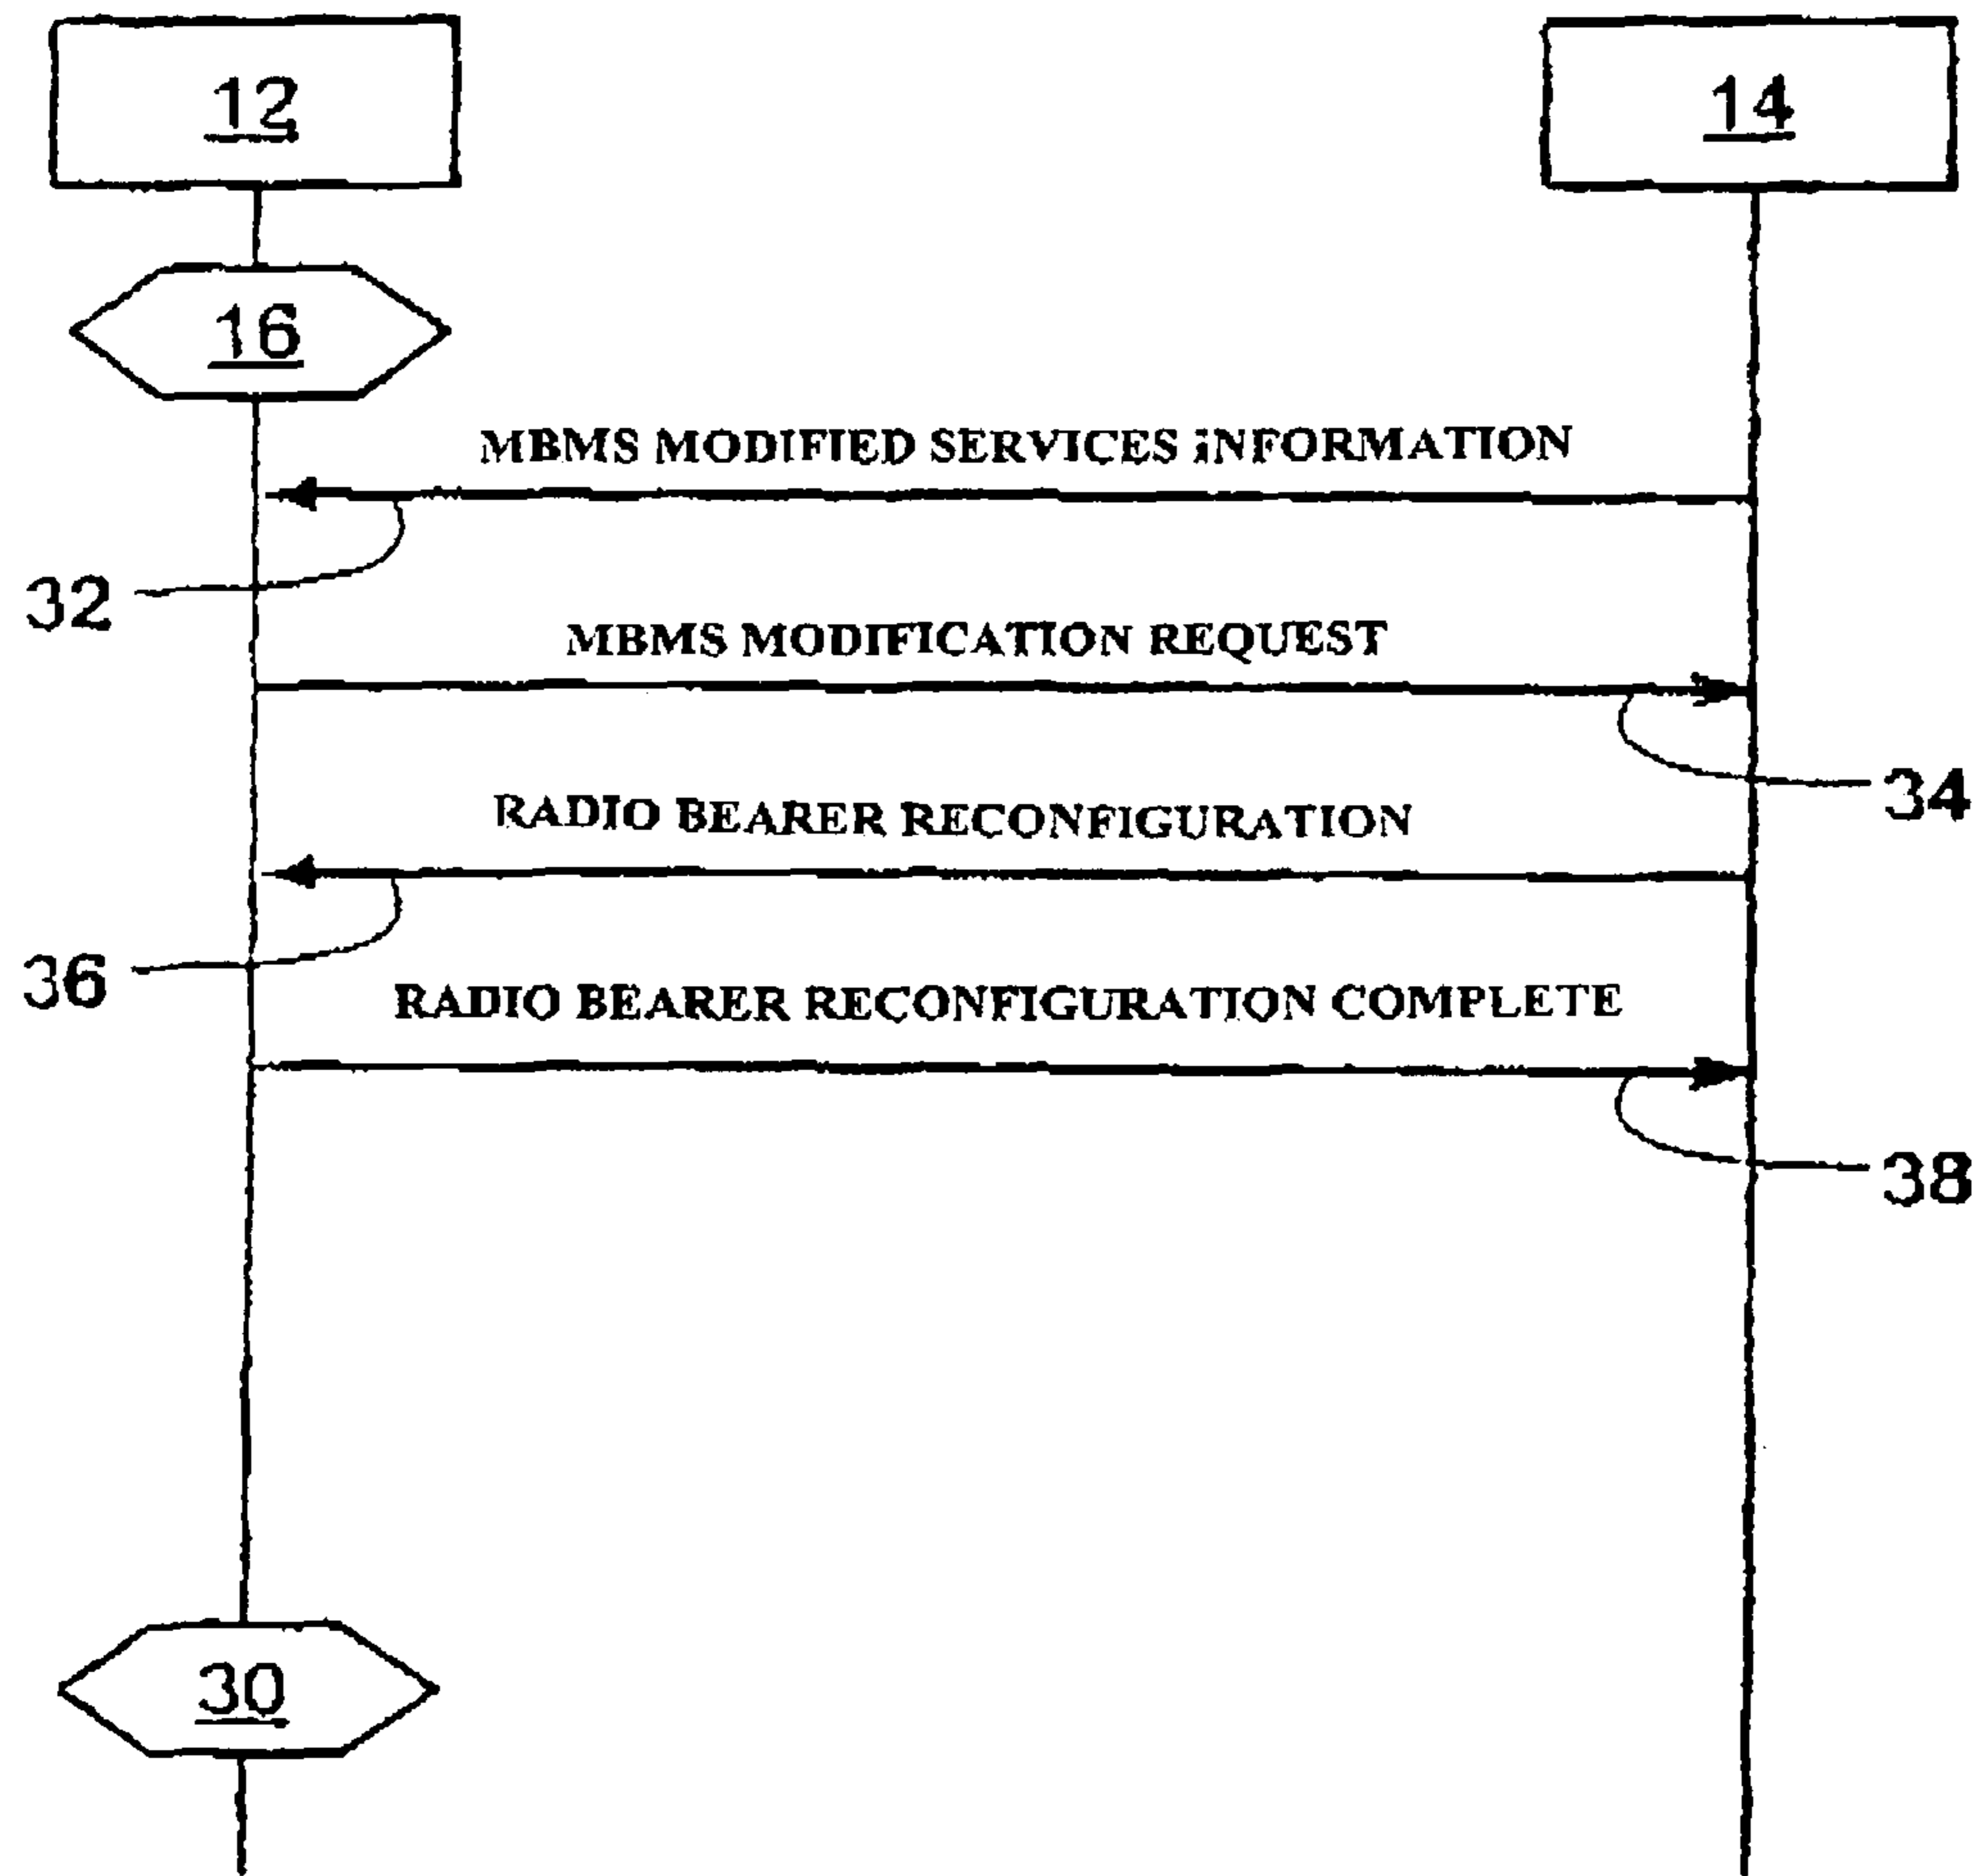 12
14
16
MBMS MODIFIED SERVICES iNFORMATION
32
MBMS MODIFICATION REQUEST
34
RADIO BEARER RECONFIGURATION
36
RADIO BEARER RECONFIGURATION COMPLETE
38
30